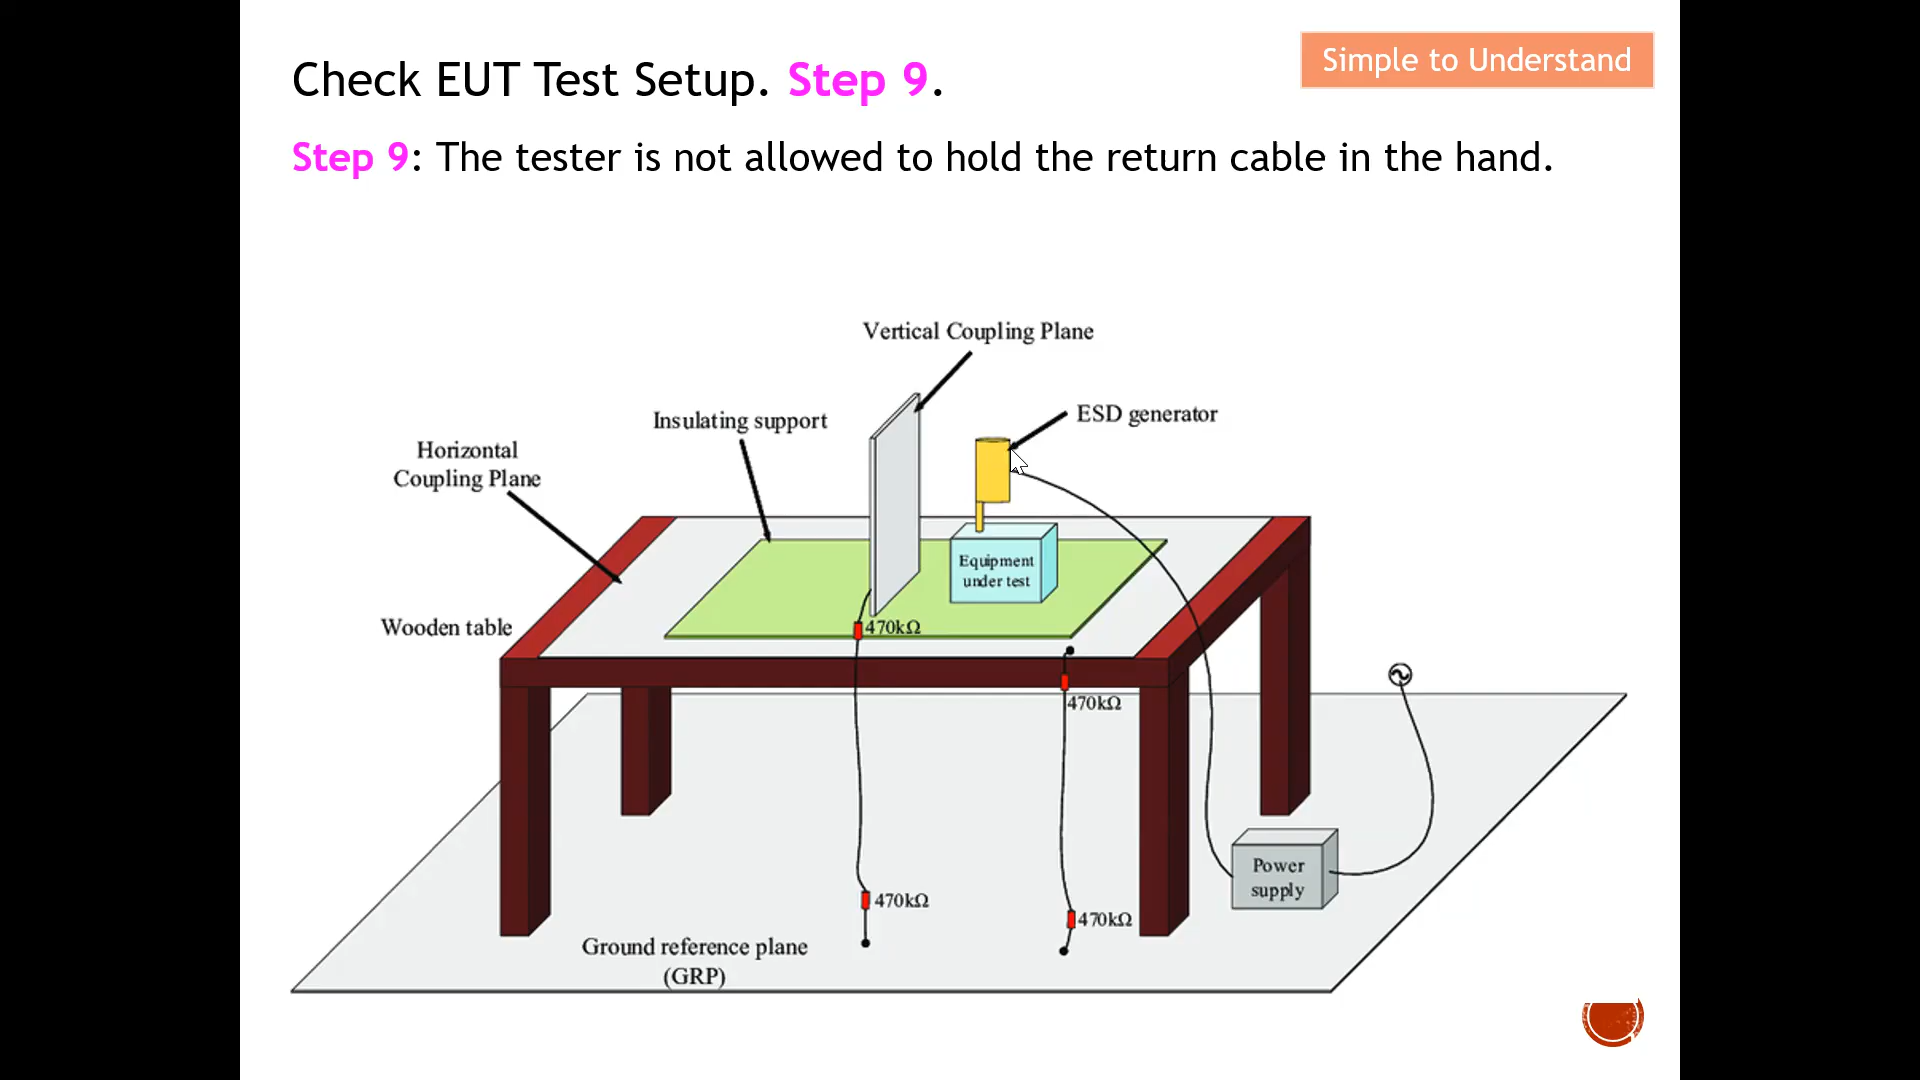 Simple to Understand
Check EUT Test Setup. Step 9.
Step 9: The tester is not allowed to hold the return cable in the hand.
Vertical Coupling Plane
ESD generator
Insulating support
Horizontal
Coupling Plane
Equipment
under test
Wooden table
470kΩ
470kΩ
Power
supply
470kΩ
470kΩ
Ground reference plane
(GRP)